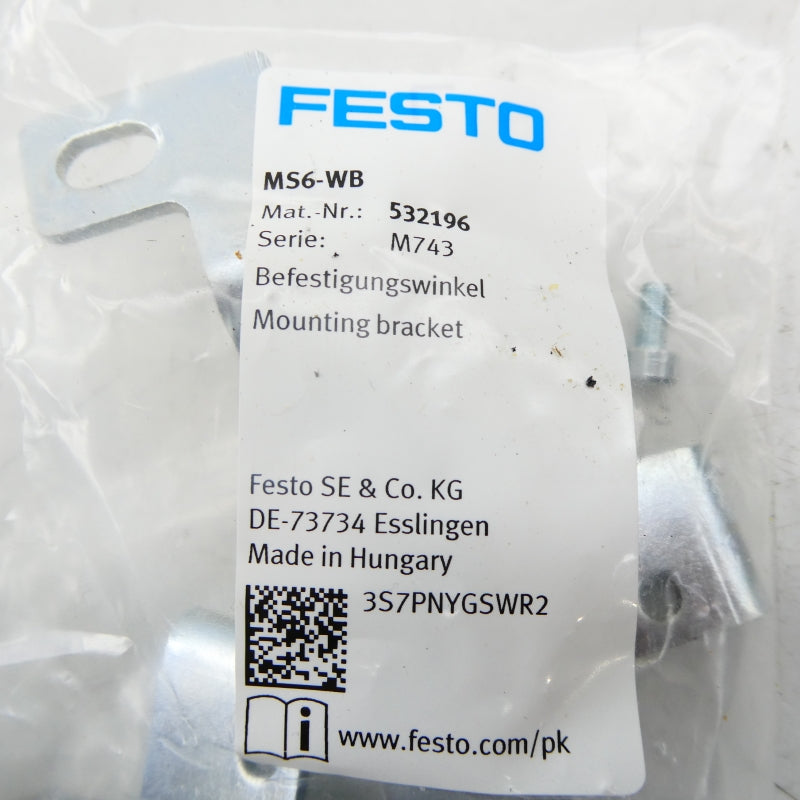 FESTO
MS6-WB
Mat.-Nr.: 532196
Serie: M743
Befestigungswinkel
Mounting bracket
Festo SE & Co. KG
DE-73734 Esslingen
Made in Hungary
3S7PNYGSWR2
i www.festo.com/pk